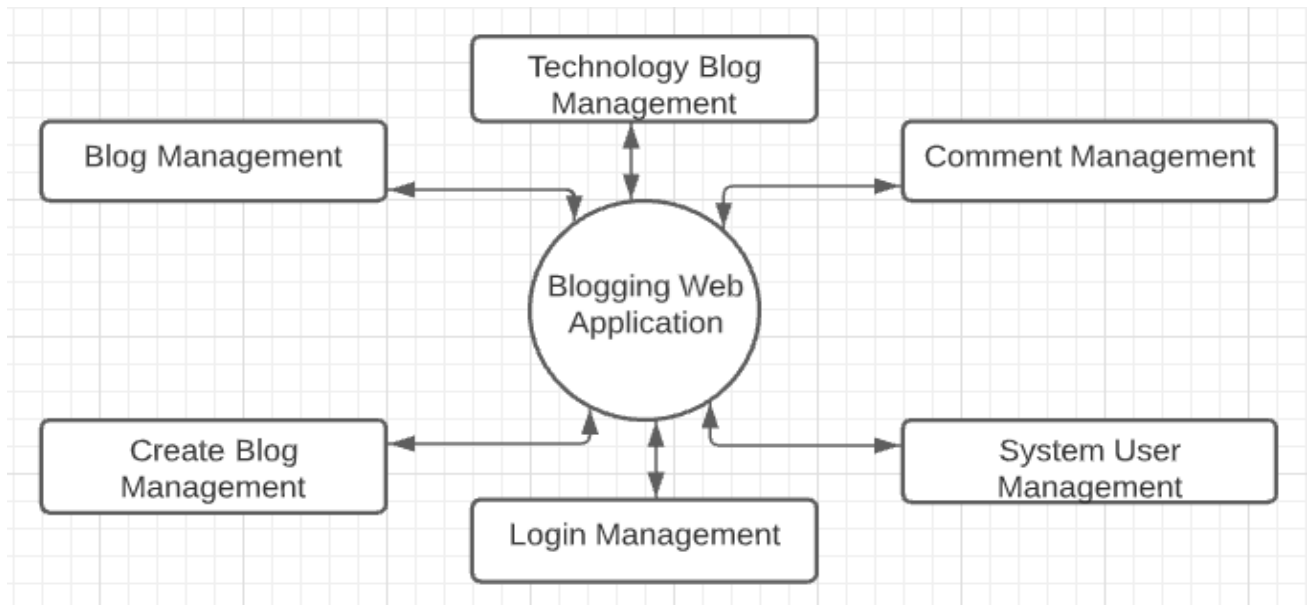 Technology Blog
Management
Blog Management
Comment Management
Blogging Web
Application
Create Blog
Management
System User
Management
Login Management